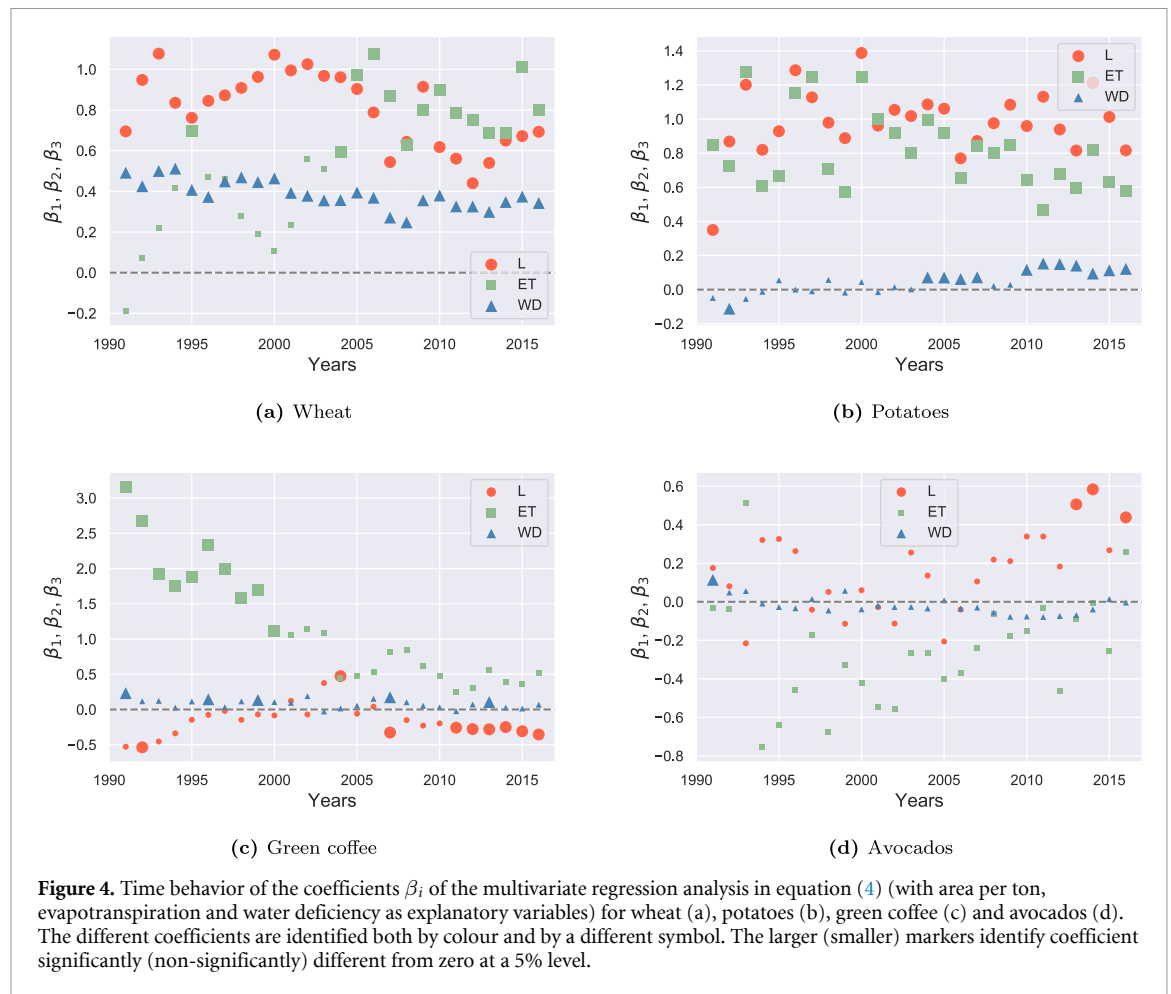 1.0
0.8
0.6
0.4
0.2
0.0
−0.2
β1, β2, β3
L
ET
WD
1990 1995 2000 2005 2010 2015
Years
(a) Wheat
1.4
1.2
1.0
0.8
0.6
0.4
0.2
0.0
−0.2
β1, β2, β3
L
ET
WD
1990 1995 2000 2005 2010 2015
Years
(b) Potatoes
3.0
2.5
2.0
1.5
1.0
0.5
0.0
−0.5
β1, β2, β3
L
ET
WD
1990 1995 2000 2005 2010 2015
Years
(c) Green coffee
0.6
0.4
0.2
0.0
−0.2
−0.4
−0.6
−0.8
β1, β2, β3
L
ET
WD
1990 1995 2000 2005 2010 2015
Years
(d) Avocados
Figure 4. Time behavior of the coefficients βi of the multivariate regression analysis in equation (4) (with area per ton,
evapotranspiration and water deficiency as explanatory variables) for wheat (a), potatoes (b), green coffee (c) and avocados (d).
The different coefficients are identified both by colour and by a different symbol. The larger (smaller) markers identify coefficient
significantly (non-significantly) different from zero at a 5% level.